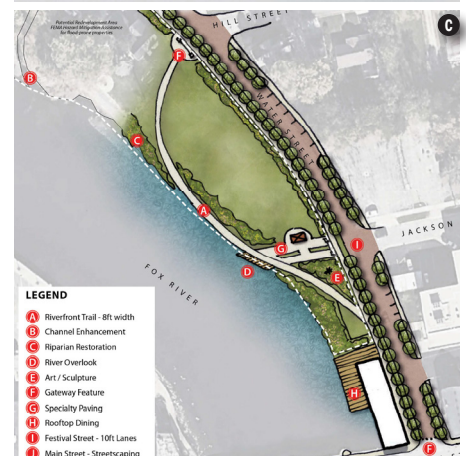 Potential Redevelopment Area
FEMA Hazard Mitigation Assistance
for flood-prone properties
HILL STREET
C
F
B
WATER STREET
C
A
JACKSON
I
G
D
E
FOX RIVER
LEGEND
A Riverfront Trail - 8ft width
B Channel Enhancement
C Riparian Restoration
D River Overlook
E Art / Sculpture
F Gateway Feature
G Specialty Paving
H Rooftop Dining
I Festival Street - 10ft Lanes
J Main Street - Streetscaping
H
F